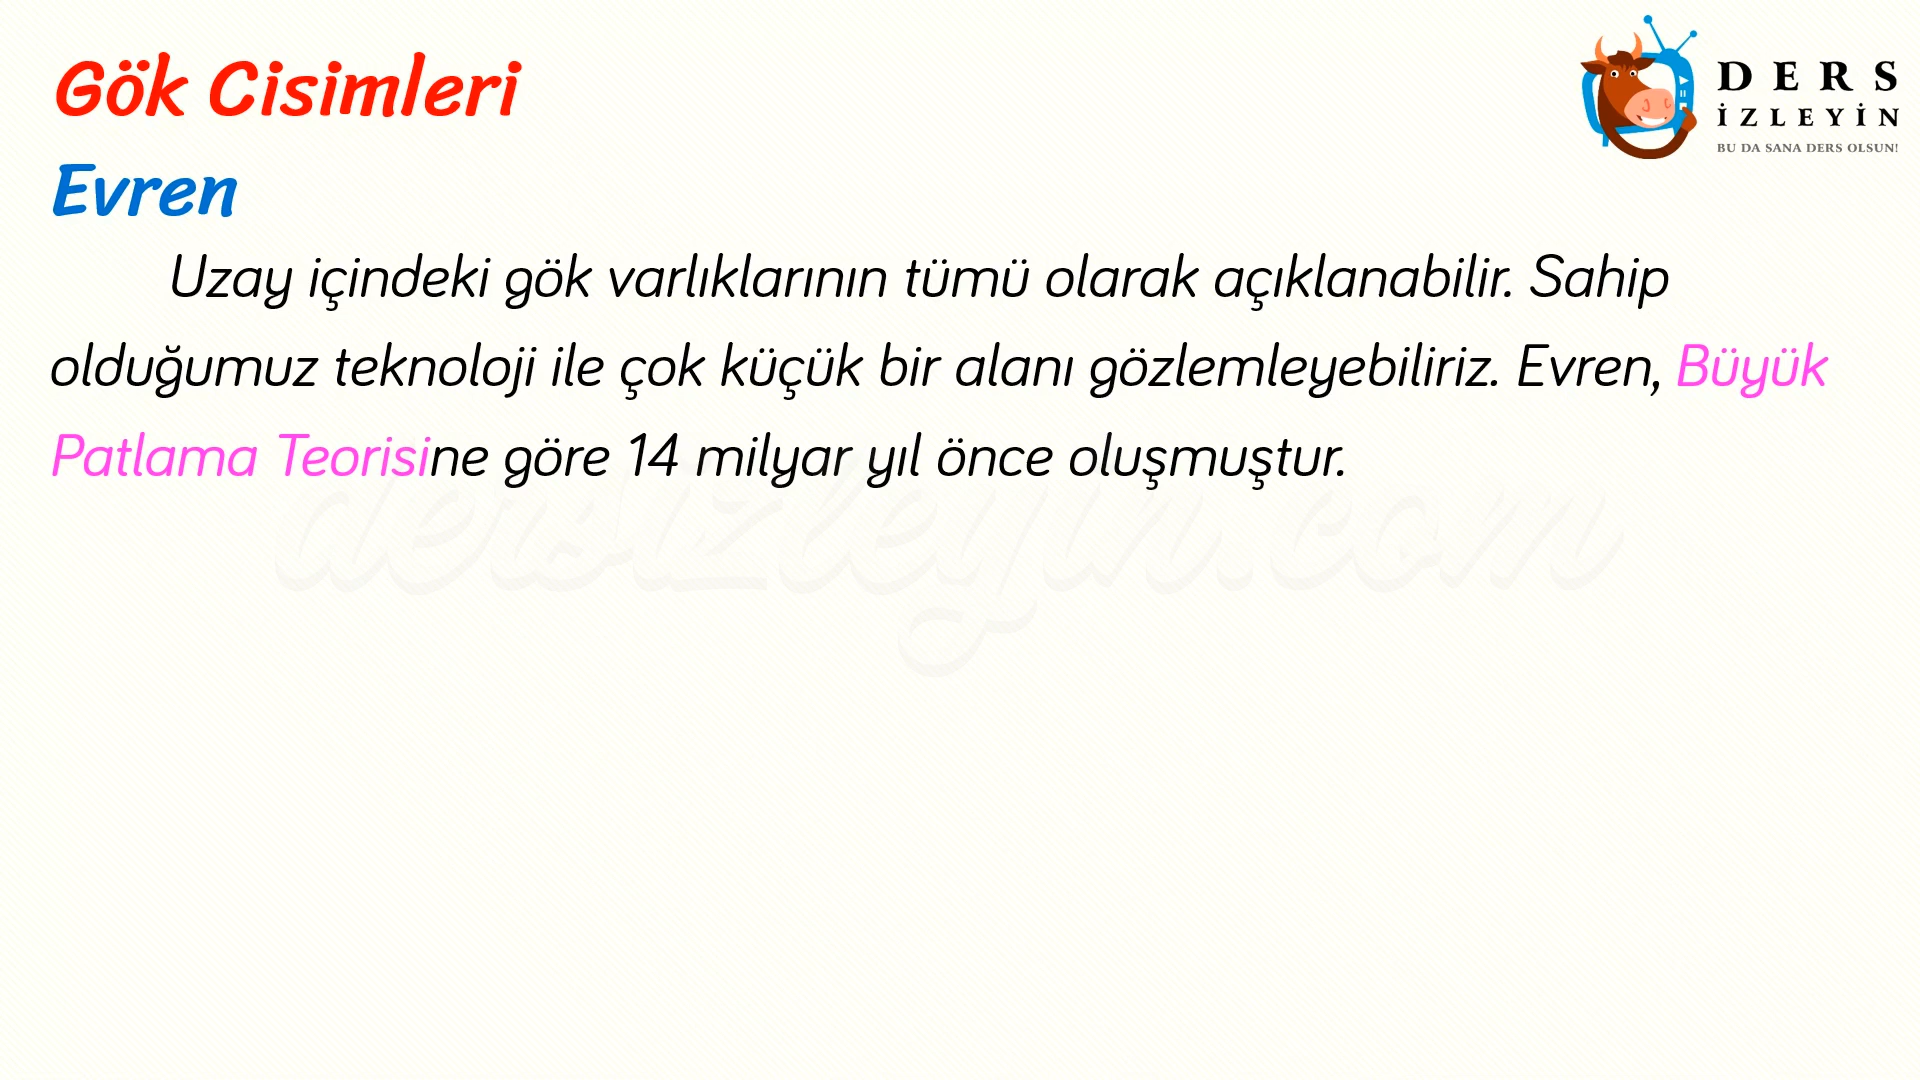 Gök Cisimleri
DERS
İZLEYİN
BU DA SANA DERS OLSUN!
Evren
Uzay içindeki gök varlıklarının tümü olarak açıklanabilir. Sahip
olduğumuz teknoloji ile çok küçük bir alanı gözlemleyebiliriz. Evren, Büyük
Patlama Teorisine göre 14 milyar yıl önce oluşmuştur.
dersizleyin.com